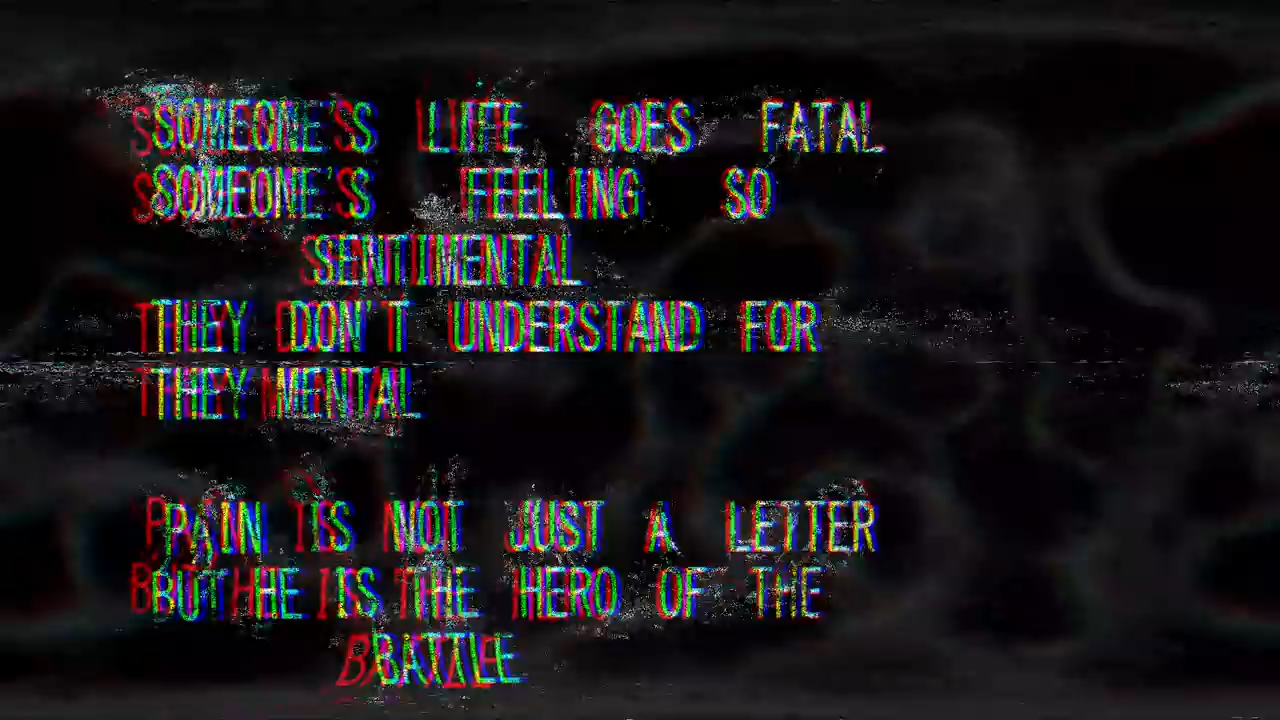 SOMEONE'S LIFE GOES FATAL
SOMEONE'S FEELING SO
SENTIMENTAL
THEY DON'T UNDERSTAND FOR
THEY MENTAL
PAIN IS NOT JUST A LETTER
BUT HE IS THE HERO OF THE
BATTLE